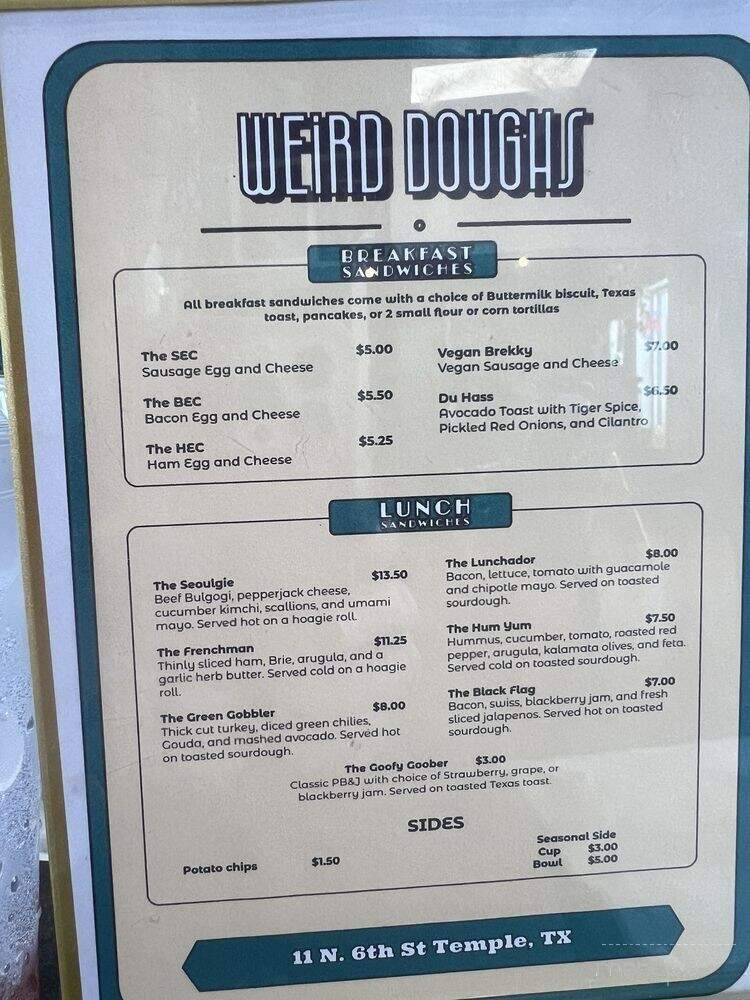 WEiRD DOUGHS
BREAKFAST
SANDWICHES
All breakfast sandwiches come with a choice of Buttermilk biscuit, Texas
toast, pancakes, or 2 small flour or corn tortillas
The SEC $5.00
Sausage Egg and Cheese
The BEC $5.50
Bacon Egg and Cheese
The HEC $5.25
Ham Egg and Cheese
Vegan Brekky $7.00
Vegan Sausage and Cheese
Du Hass $6.50
Avocado Toast with Tiger Spice,
Pickled Red Onions, and Cilantro
LUNCH
SANDWICHES
The Seoulgie $13.50
Beef Bulgogi, pepperjack cheese,
cucumber kimchi, scallions, and umami
mayo. Served hot on a hoagie roll.
The Frenchman $11.25
Thinly sliced ham, Brie, arugula, and a
garlic herb butter. Served cold on a hoagie
roll.
The Green Gobbler $8.00
Thick cut turkey, diced green chilies,
Gouda, and mashed avocado. Served hot
on toasted sourdough.
The Lunchador $8.00
Bacon, lettuce, tomato with guacamole
and chipotle mayo. Served on toasted
sourdough.
The Hum Yum $7.50
Hummus, cucumber, tomato, roasted red
pepper, arugula, kalamata olives, and feta.
Served cold on toasted sourdough.
The Black Flag $7.00
Bacon, swiss, blackberry jam, and fresh
sliced jalapenos. Served hot on toasted
sourdough.
The Goofy Goober $3.00
Classic PB&J with choice of Strawberry, grape, or
blackberry jam. Served on toasted Texas toast.
SIDES
Potato chips $1.50
Seasonal Side
Cup $3.00
Bowl $5.00
11 N. 6th St Temple, TX